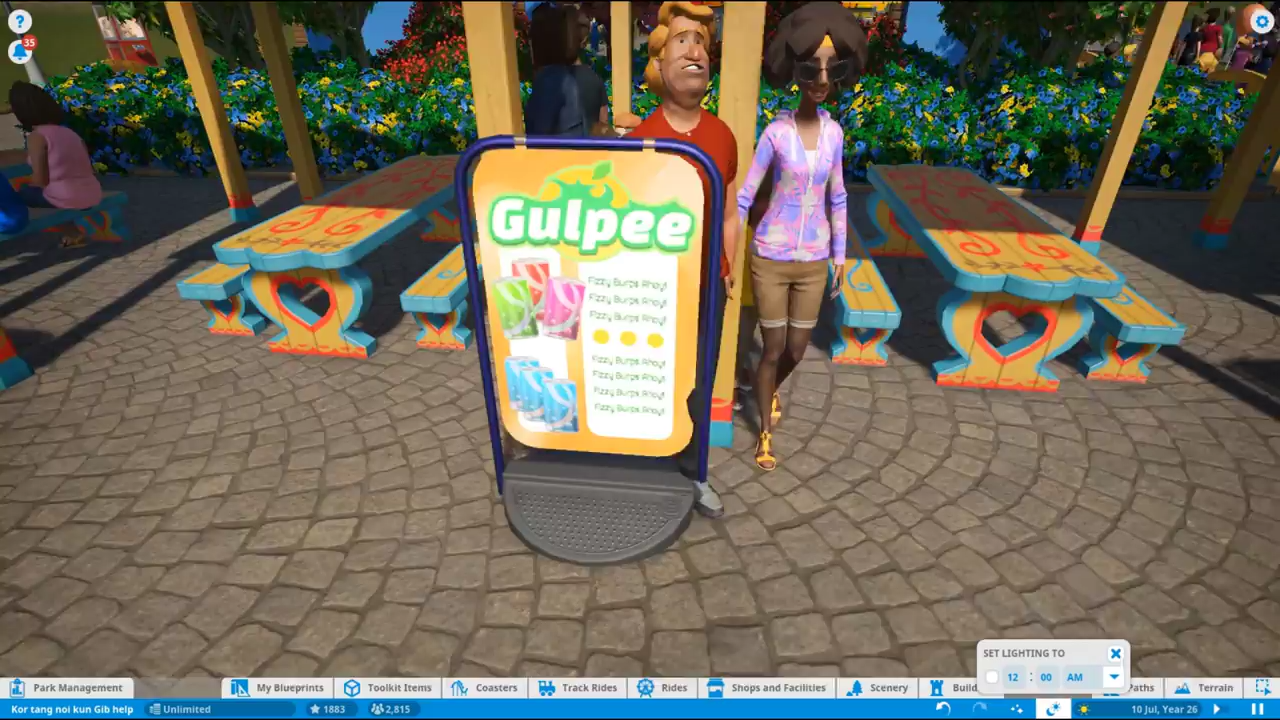 ?
35
Gulpee
Fizzy Burps Ahoy!
Fizzy Burps Ahoy!
Fizzy Burps Ahoy!
Fizzy Burps Ahoy!
Fizzy Burps Ahoy!
Fizzy Burps Ahoy!
Fizzy Burps Ahoy!
SET LIGHTING TO
12 : 00 AM
Park Management
My Blueprints
Toolkit Items
Coasters
Track Rides
Rides
Shops and Facilities
Scenery
Build
Paths
Terrain
Kor tang noi kun Gib help
Unlimited
1883
2,815
10 Jul, Year 26